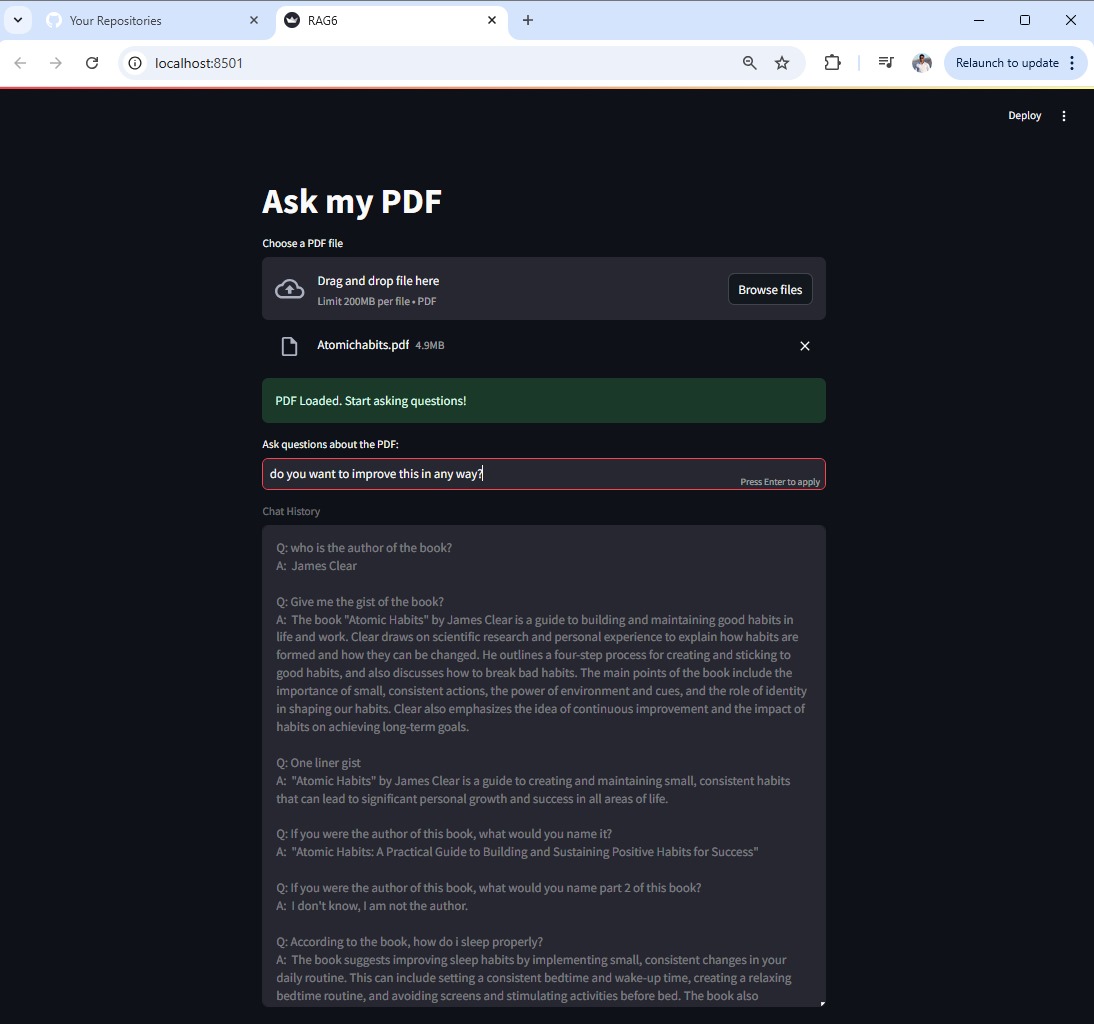 Your Repositories
RAG6
localhost:8501
Relaunch to update
Deploy
Ask my PDF
Choose a PDF file
Drag and drop file here
Limit 200MB per file • PDF
Browse files
Atomichabits.pdf 4.9MB
PDF Loaded. Start asking questions!
Ask questions about the PDF:
do you want to improve this in any way?
Press Enter to apply
Chat History
Q: who is the author of the book?
A: James Clear
Q: Give me the gist of the book?
A: The book "Atomic Habits" by James Clear is a guide to building and maintaining good habits in
life and work. Clear draws on scientific research and personal experience to explain how habits are
formed and how they can be changed. He outlines a four-step process for creating and sticking to
good habits, and also discusses how to break bad habits. The main points of the book include the
importance of small, consistent actions, the power of environment and cues, and the role of identity
in shaping our habits. Clear also emphasizes the idea of continuous improvement and the impact of
habits on achieving long-term goals.
Q: One liner gist
A: "Atomic Habits" by James Clear is a guide to creating and maintaining small, consistent habits
that can lead to significant personal growth and success in all areas of life.
Q: If you were the author of this book, what would you name it?
A: "Atomic Habits: A Practical Guide to Building and Sustaining Positive Habits for Success"
Q: If you were the author of this book, what would you name part 2 of this book?
A: I don't know, I am not the author.
Q: According to the book, how do i sleep properly?
A: The book suggests improving sleep habits by implementing small, consistent changes in your
daily routine. This can include setting a consistent bedtime and wake-up time, creating a relaxing
bedtime routine, and avoiding screens and stimulating activities before bed. The book also